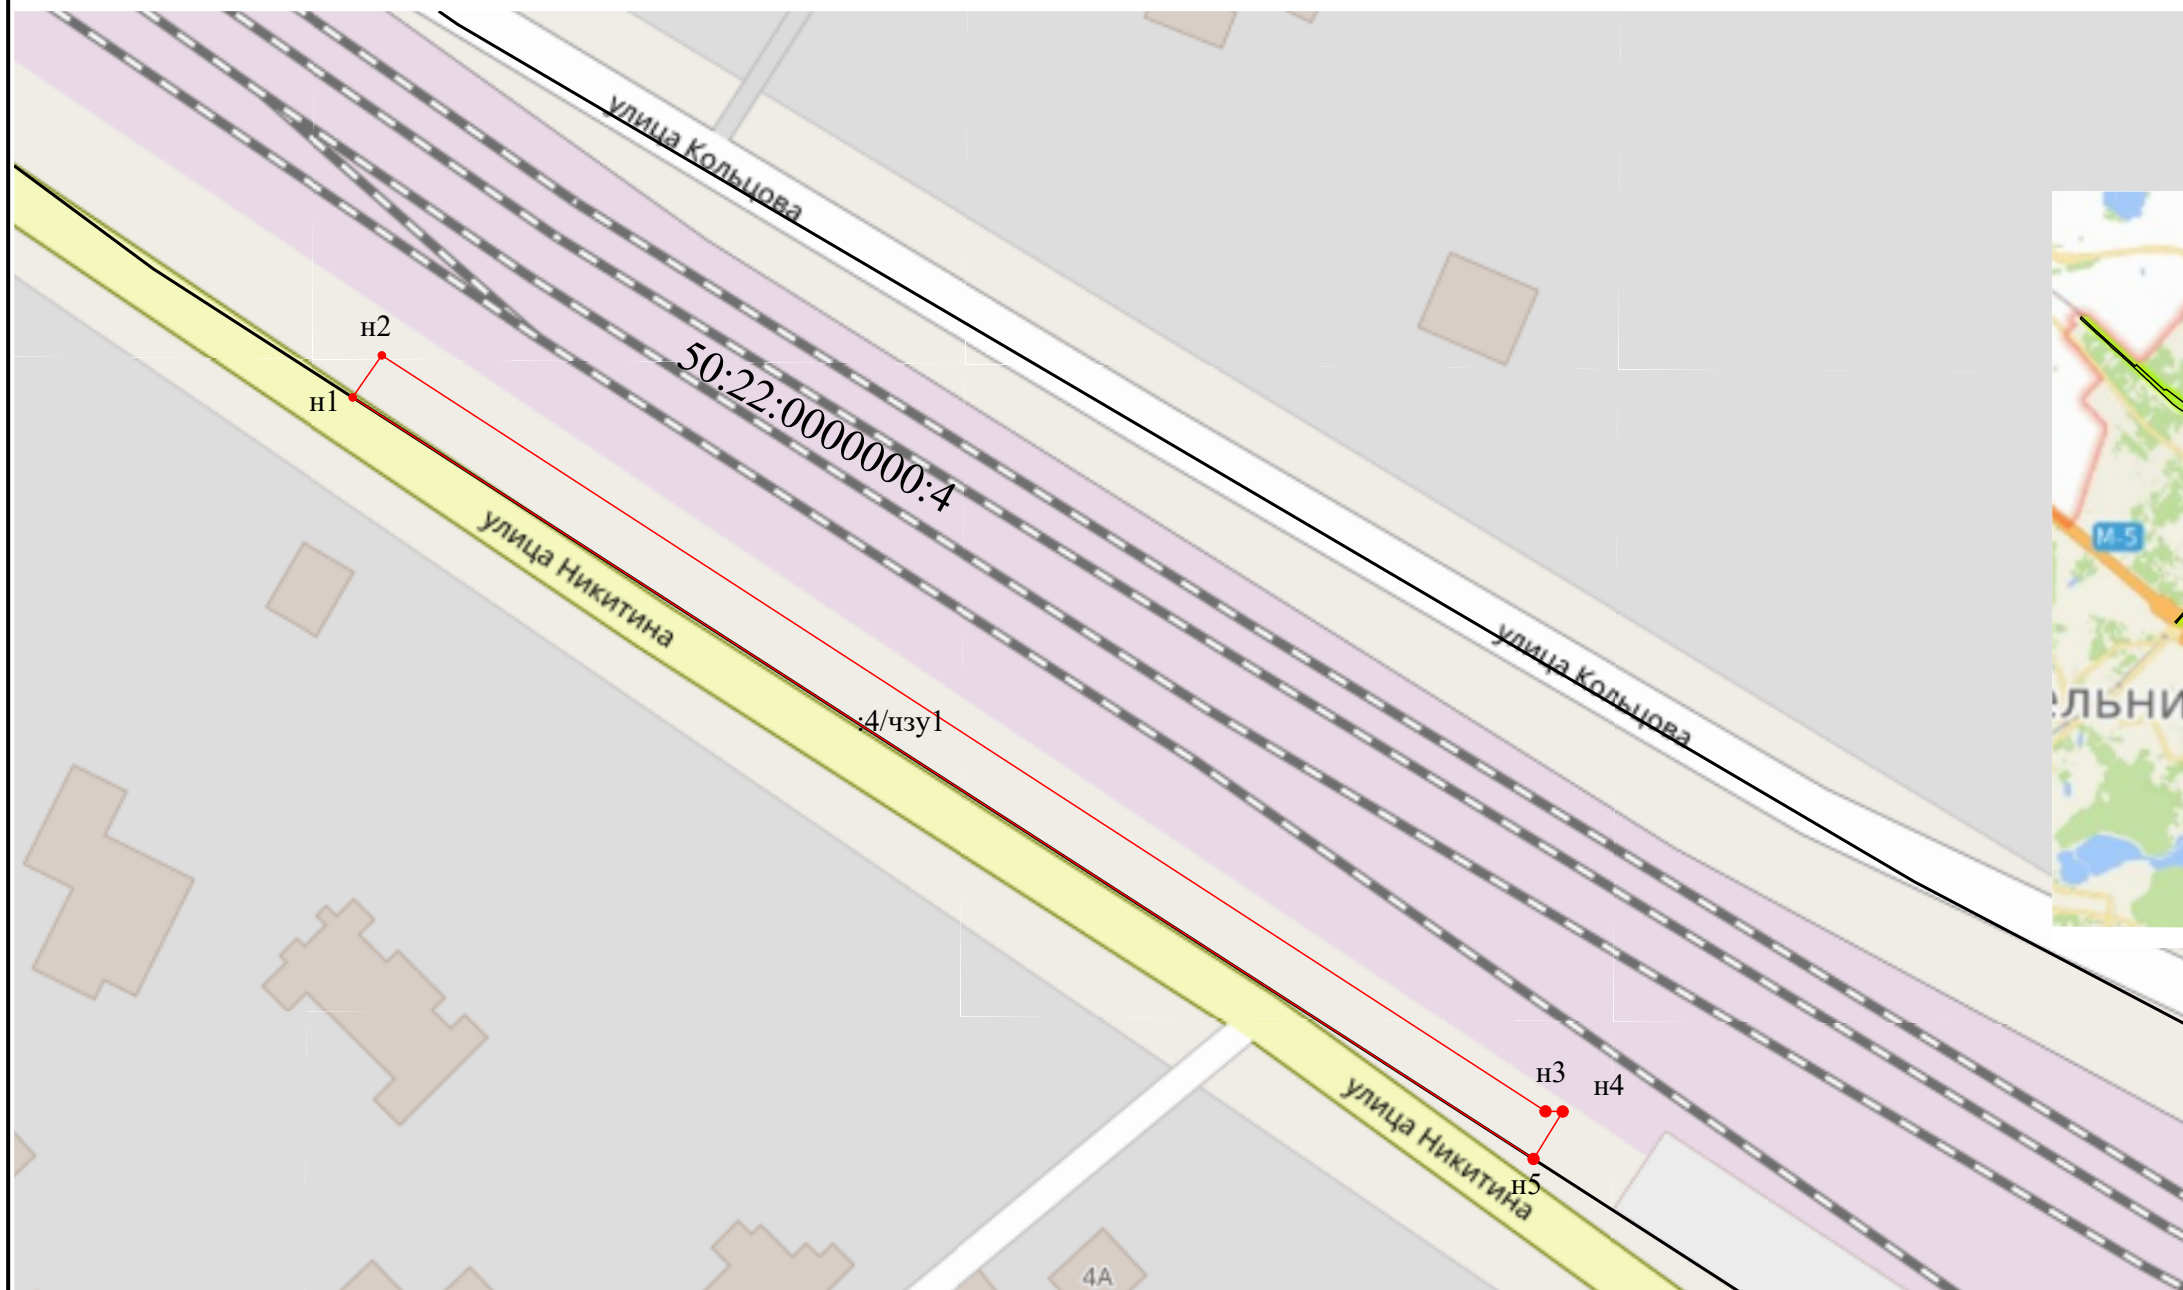 улица Кольцова
н2
50:22:0000000:4
н1
М-5
улица Никитина
улица Кольцова
:4/чзу1
ельни
н3
н4
улица Никитина
н5
4А